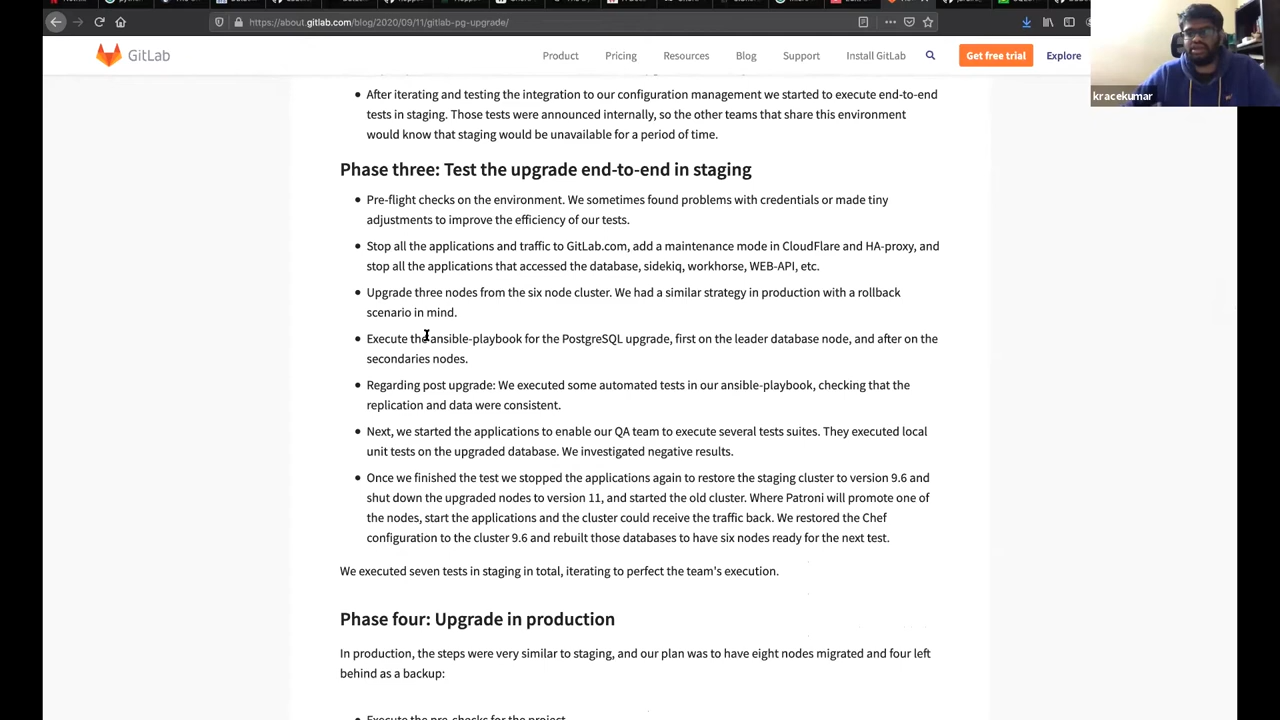 https://about.gitlab.com/blog/2020/09/11/gitlab-pg-upgrade/
GitLab
Product
Pricing
Resources
Blog
Support
Install GitLab
Get free trial
Explore
kracekumar
After iterating and testing the integration to our configuration management we started to execute end-to-end
tests in staging. Those tests were announced internally, so the other teams that share this environment
would know that staging would be unavailable for a period of time.
Phase three: Test the upgrade end-to-end in staging
Pre-flight checks on the environment. We sometimes found problems with credentials or made tiny
adjustments to improve the efficiency of our tests.
Stop all the applications and traffic to GitLab.com, add a maintenance mode in CloudFlare and HA-proxy, and
stop all the applications that accessed the database, sidekiq, workhorse, WEB-API, etc.
Upgrade three nodes from the six node cluster. We had a similar strategy in production with a rollback
scenario in mind.
Execute the ansible-playbook for the PostgreSQL upgrade, first on the leader database node, and after on the
secondaries nodes.
Regarding post upgrade: We executed some automated tests in our ansible-playbook, checking that the
replication and data were consistent.
Next, we started the applications to enable our QA team to execute several tests suites. They executed local
unit tests on the upgraded database. We investigated negative results.
Once we finished the test we stopped the applications again to restore the staging cluster to version 9.6 and
shut down the upgraded nodes to version 11, and started the old cluster. Where Patroni will promote one of
the nodes, start the applications and the cluster could receive the traffic back. We restored the Chef
configuration to the cluster 9.6 and rebuilt those databases to have six nodes ready for the next test.
We executed seven tests in staging in total, iterating to perfect the team's execution.
Phase four: Upgrade in production
In production, the steps were very similar to staging, and our plan was to have eight nodes migrated and four left
behind as a backup:
Execute the pre-checks for the project